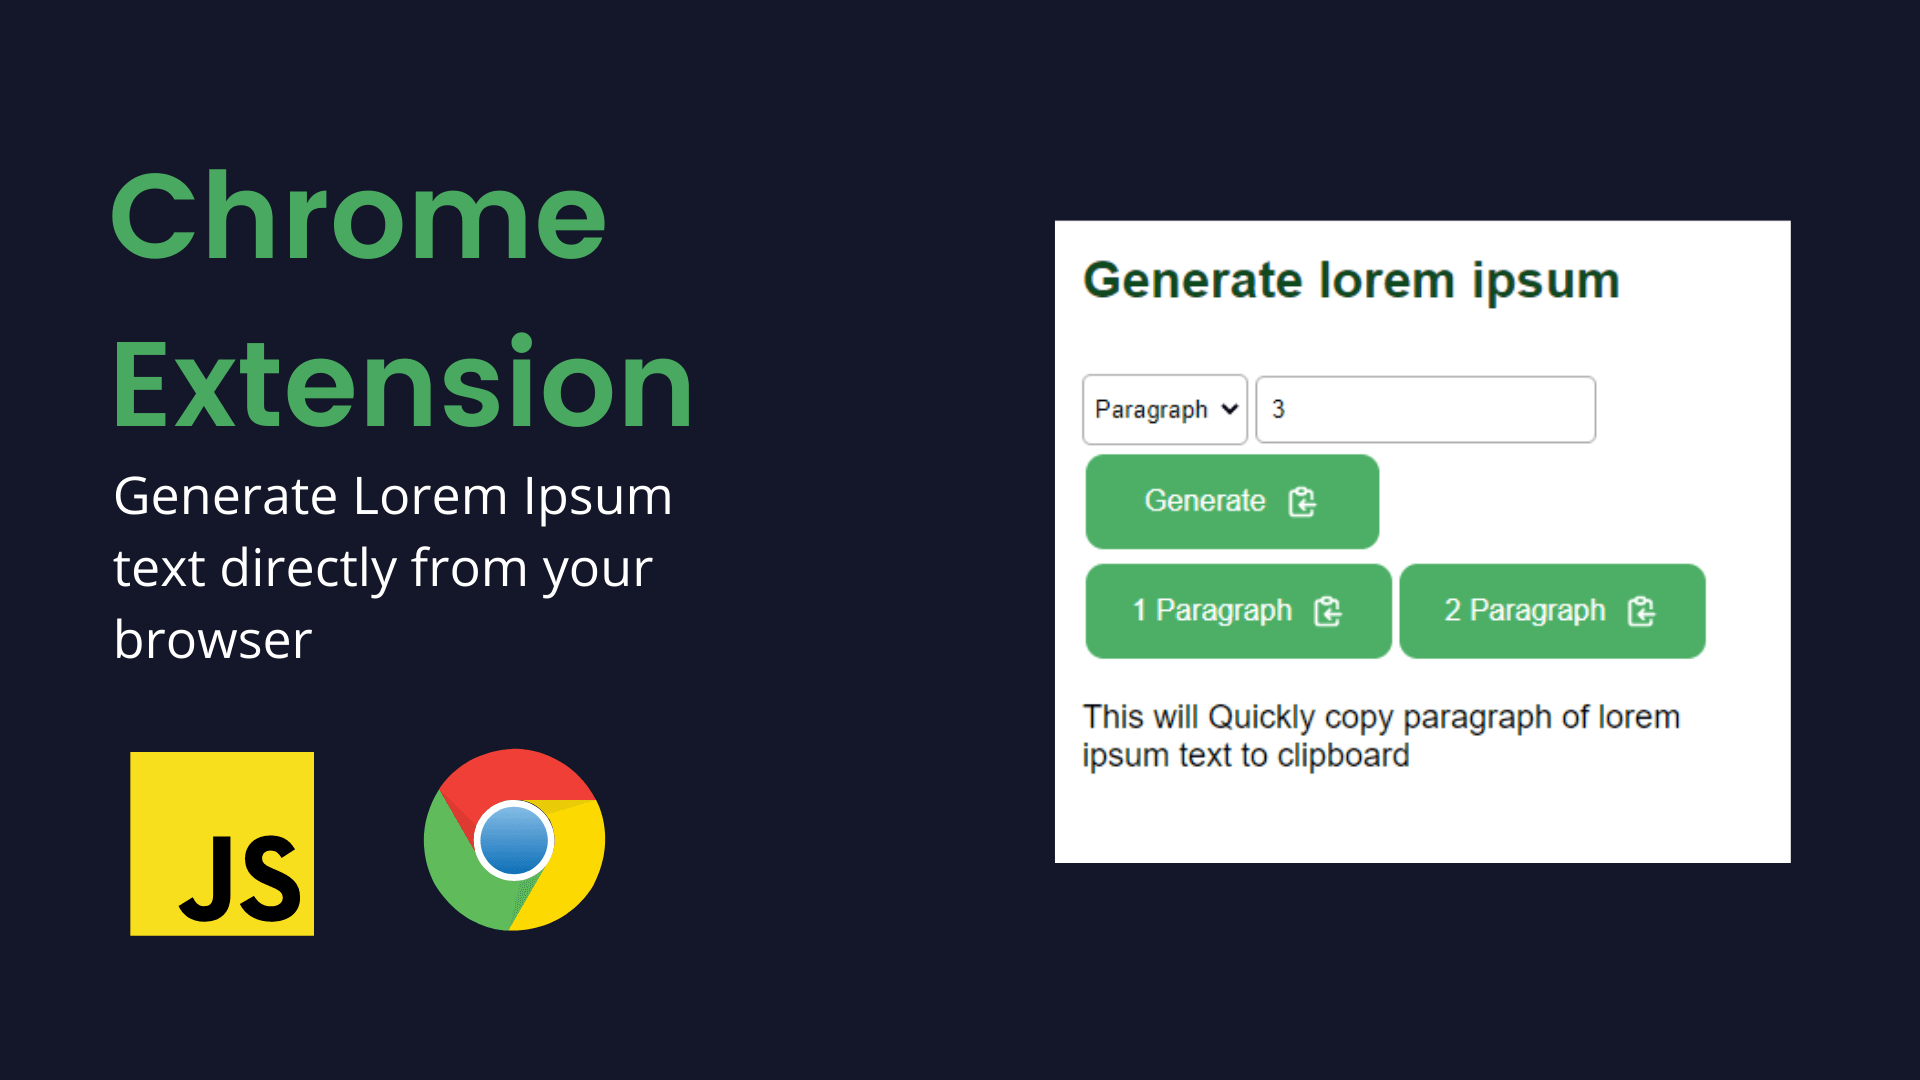 Chrome
Extension
Generate Lorem Ipsum
text directly from your
browser
JS
Generate lorem ipsum
Paragraph 3
Generate
1 Paragraph 2 Paragraph
This will Quickly copy paragraph of lorem
ipsum text to clipboard